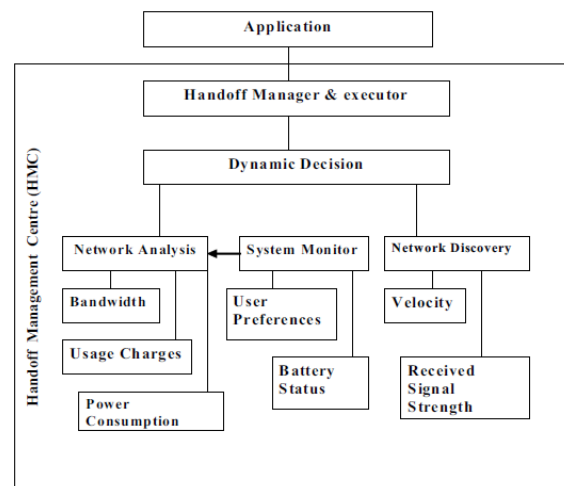 Application
Handoff Manager & executor
Dynamic Decision
Handoff Management Centre (HMC)
Network Analysis
System Monitor
Network Discovery
Bandwidth
User
Preferences
Velocity
Usage Charges
Battery
Status
Received
Signal
Strength
Power
Consumption